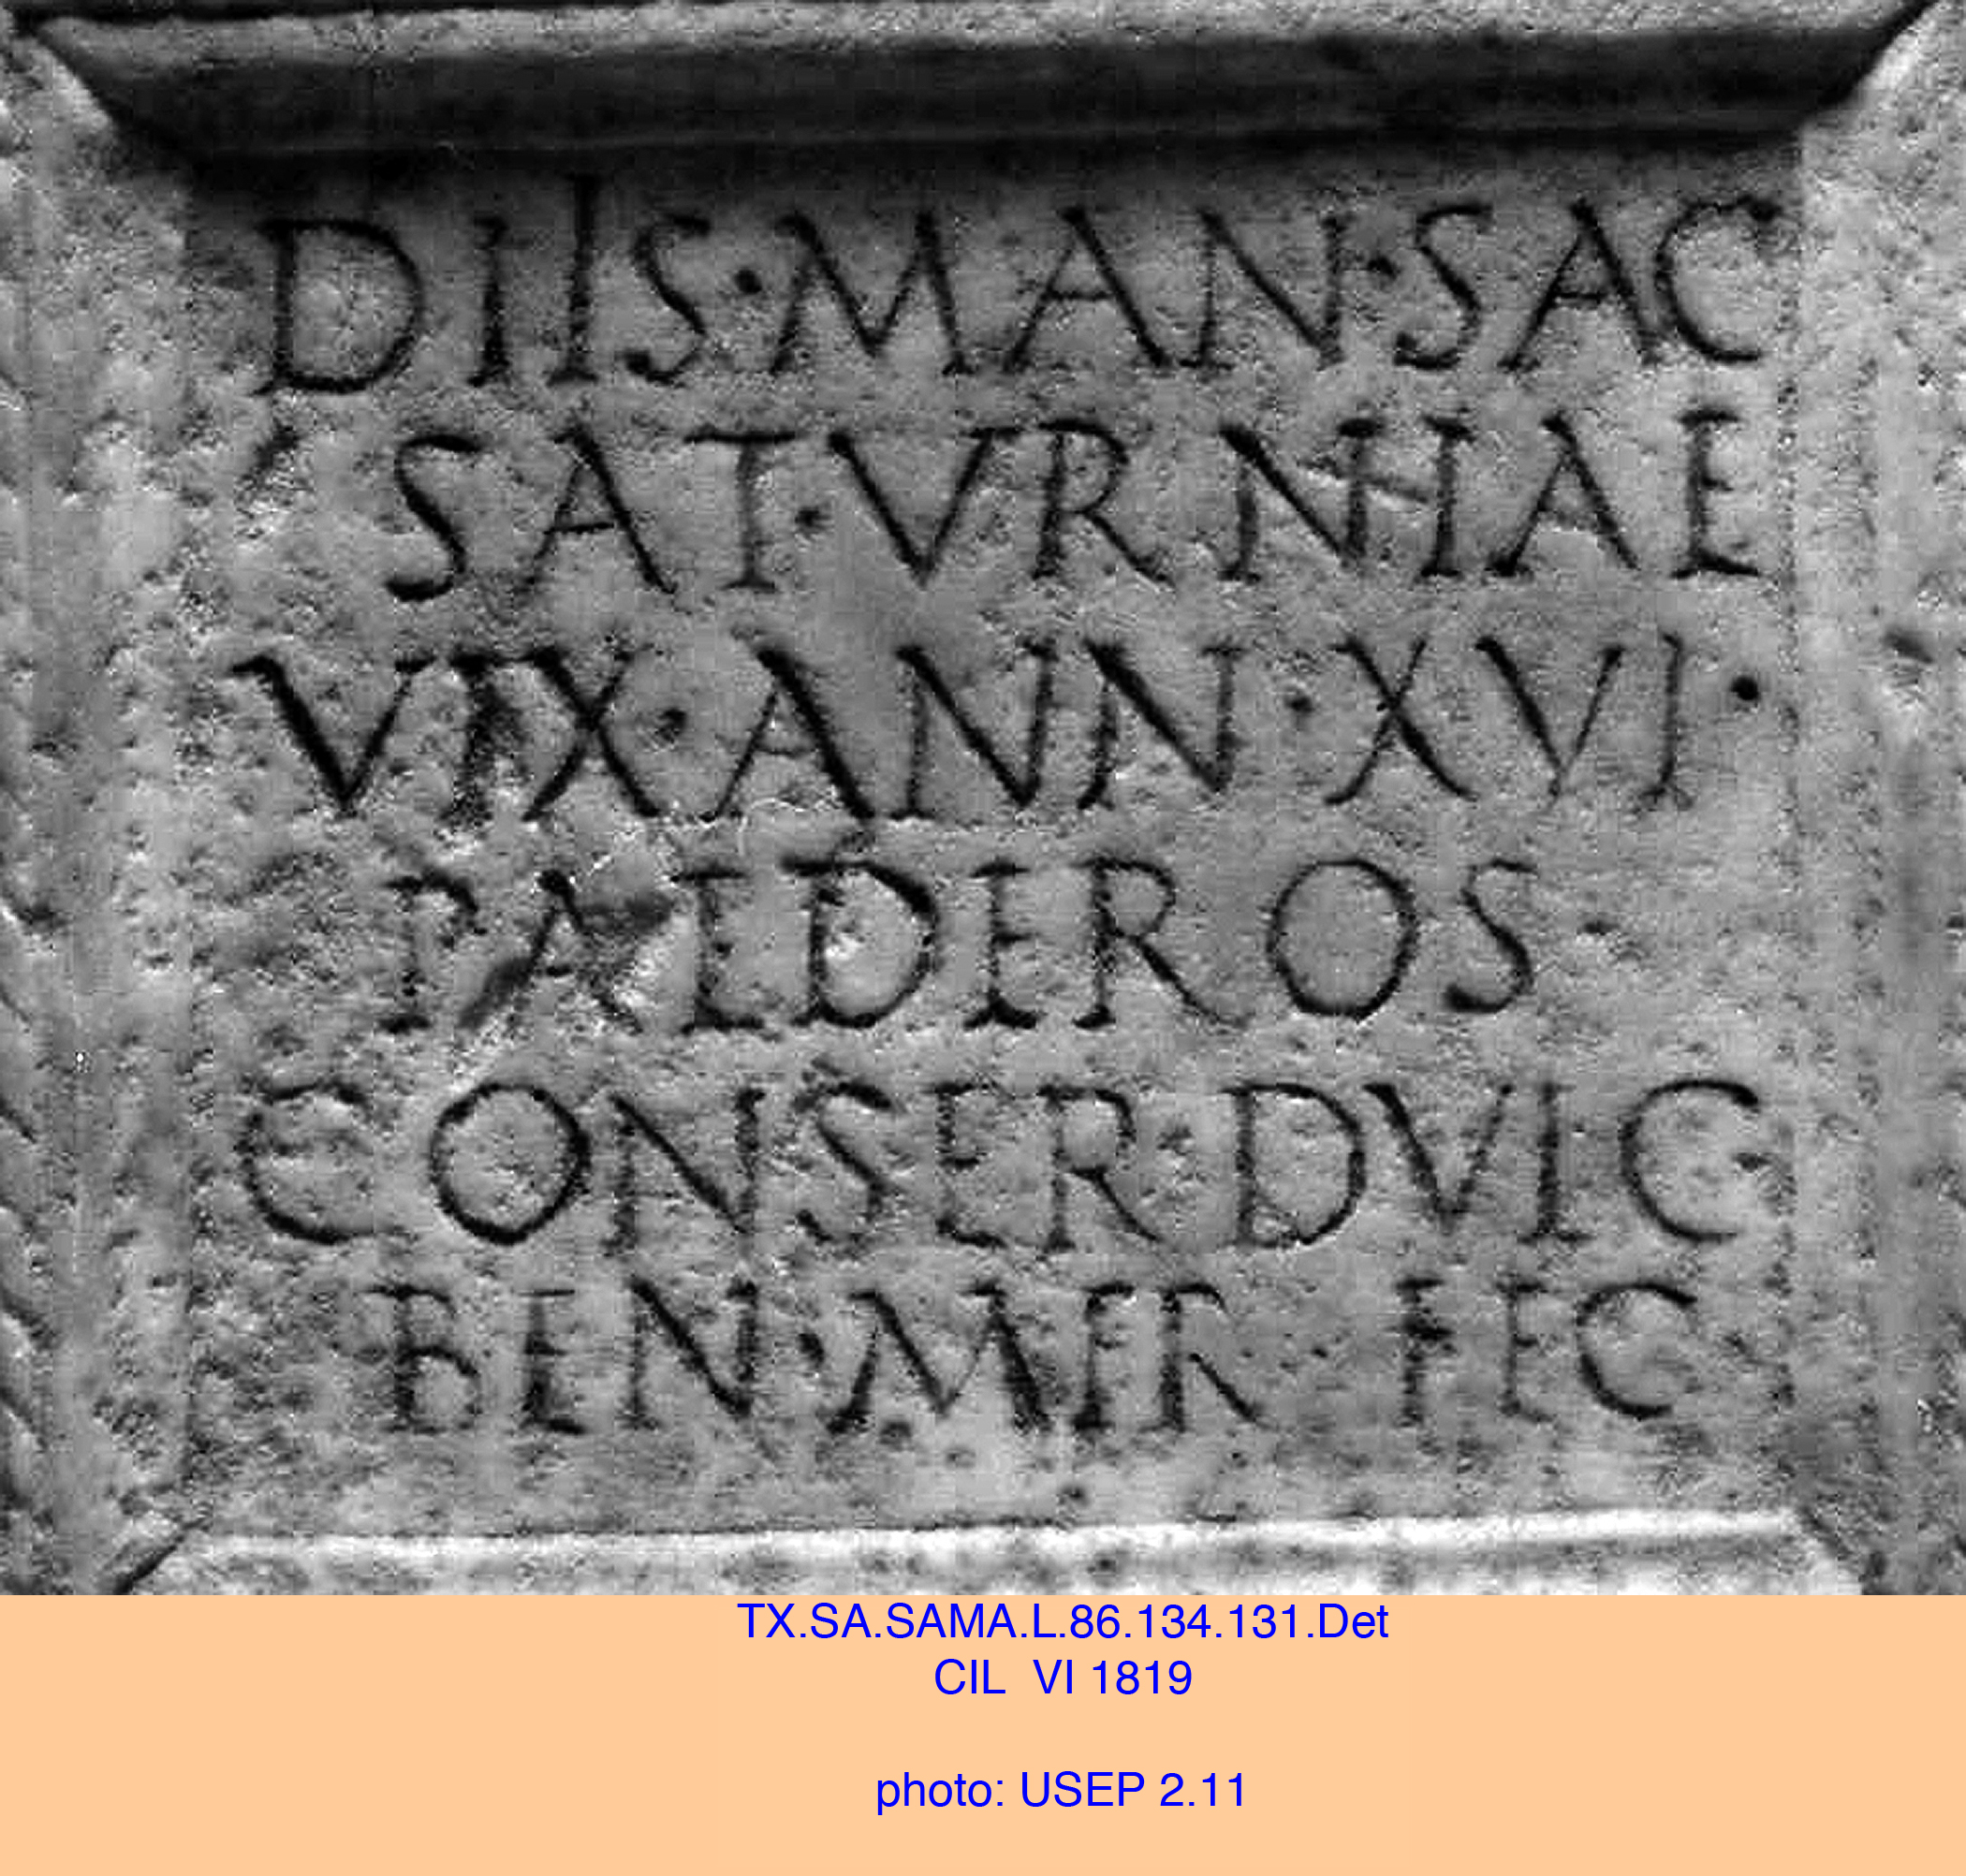 DIIS·MAN·SAC
SAT·VRNIAE
VIX·ANN·XVI·
PAEDEROS
CONSER·DVLC
BEN·MER FEC
TX.SA.SAMA.L.86.134.131.Det
CIL VI 1819
photo: USEP 2.11